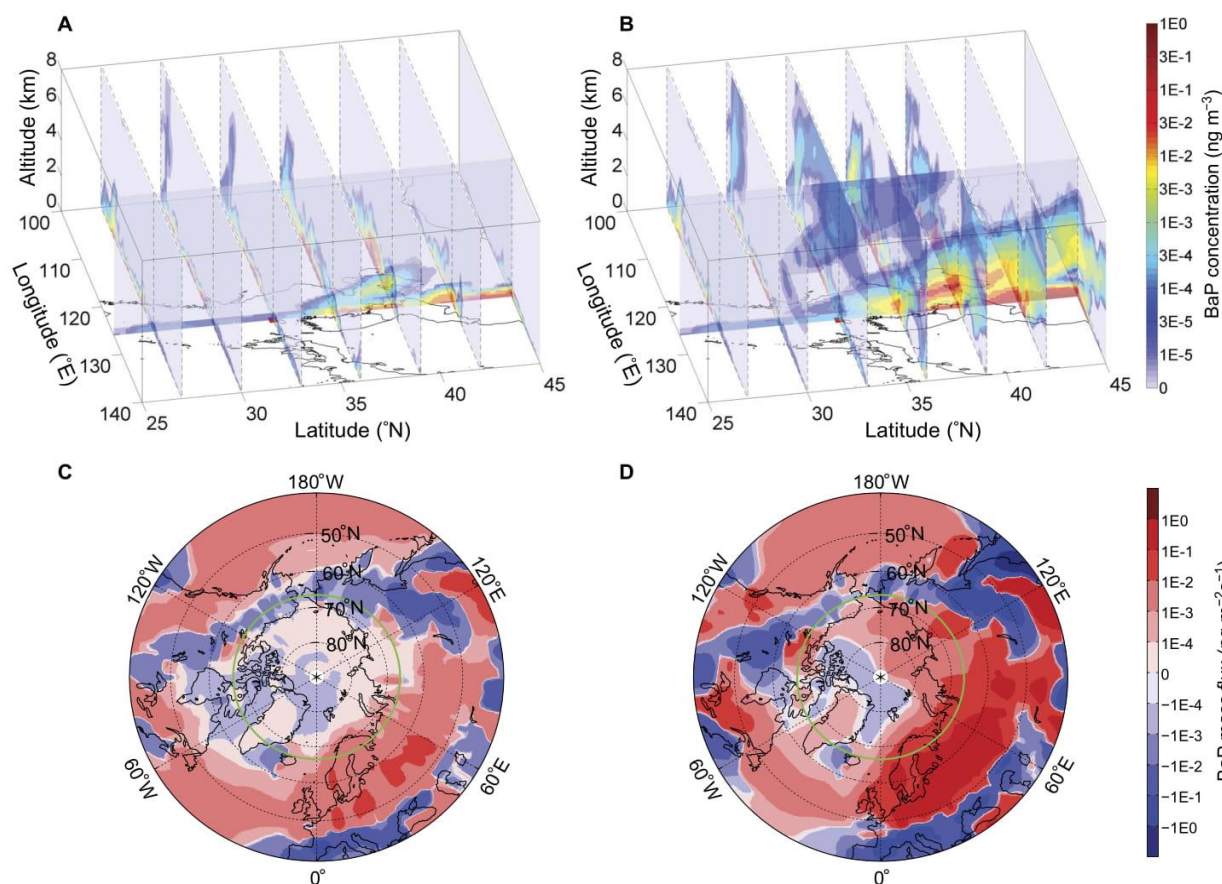 A
Altitude (km)
8
6
4
2
0
100
110
120
130
140
Longitude (°E)
25
30
35
40
45
Latitude (°N)
B
Altitude (km)
8
6
4
2
0
100
110
120
130
140
Longitude (°E)
25
30
35
40
45
Latitude (°N)
1E0
3E-1
1E-1
3E-2
1E-2
3E-3
1E-3
3E-4
1E-4
3E-5
1E-5
0
BaP concentration (ng m⁻³)
C
180°W
120°W
120°E
60°W
60°E
0°
50°N
60°N
70°N
80°N
D
180°W
120°W
120°E
60°W
60°E
0°
50°N
60°N
70°N
80°N
1E0
1E-1
1E-2
1E-3
1E-4
0
−1E-4
−1E-3
−1E-2
−1E-1
−1E0